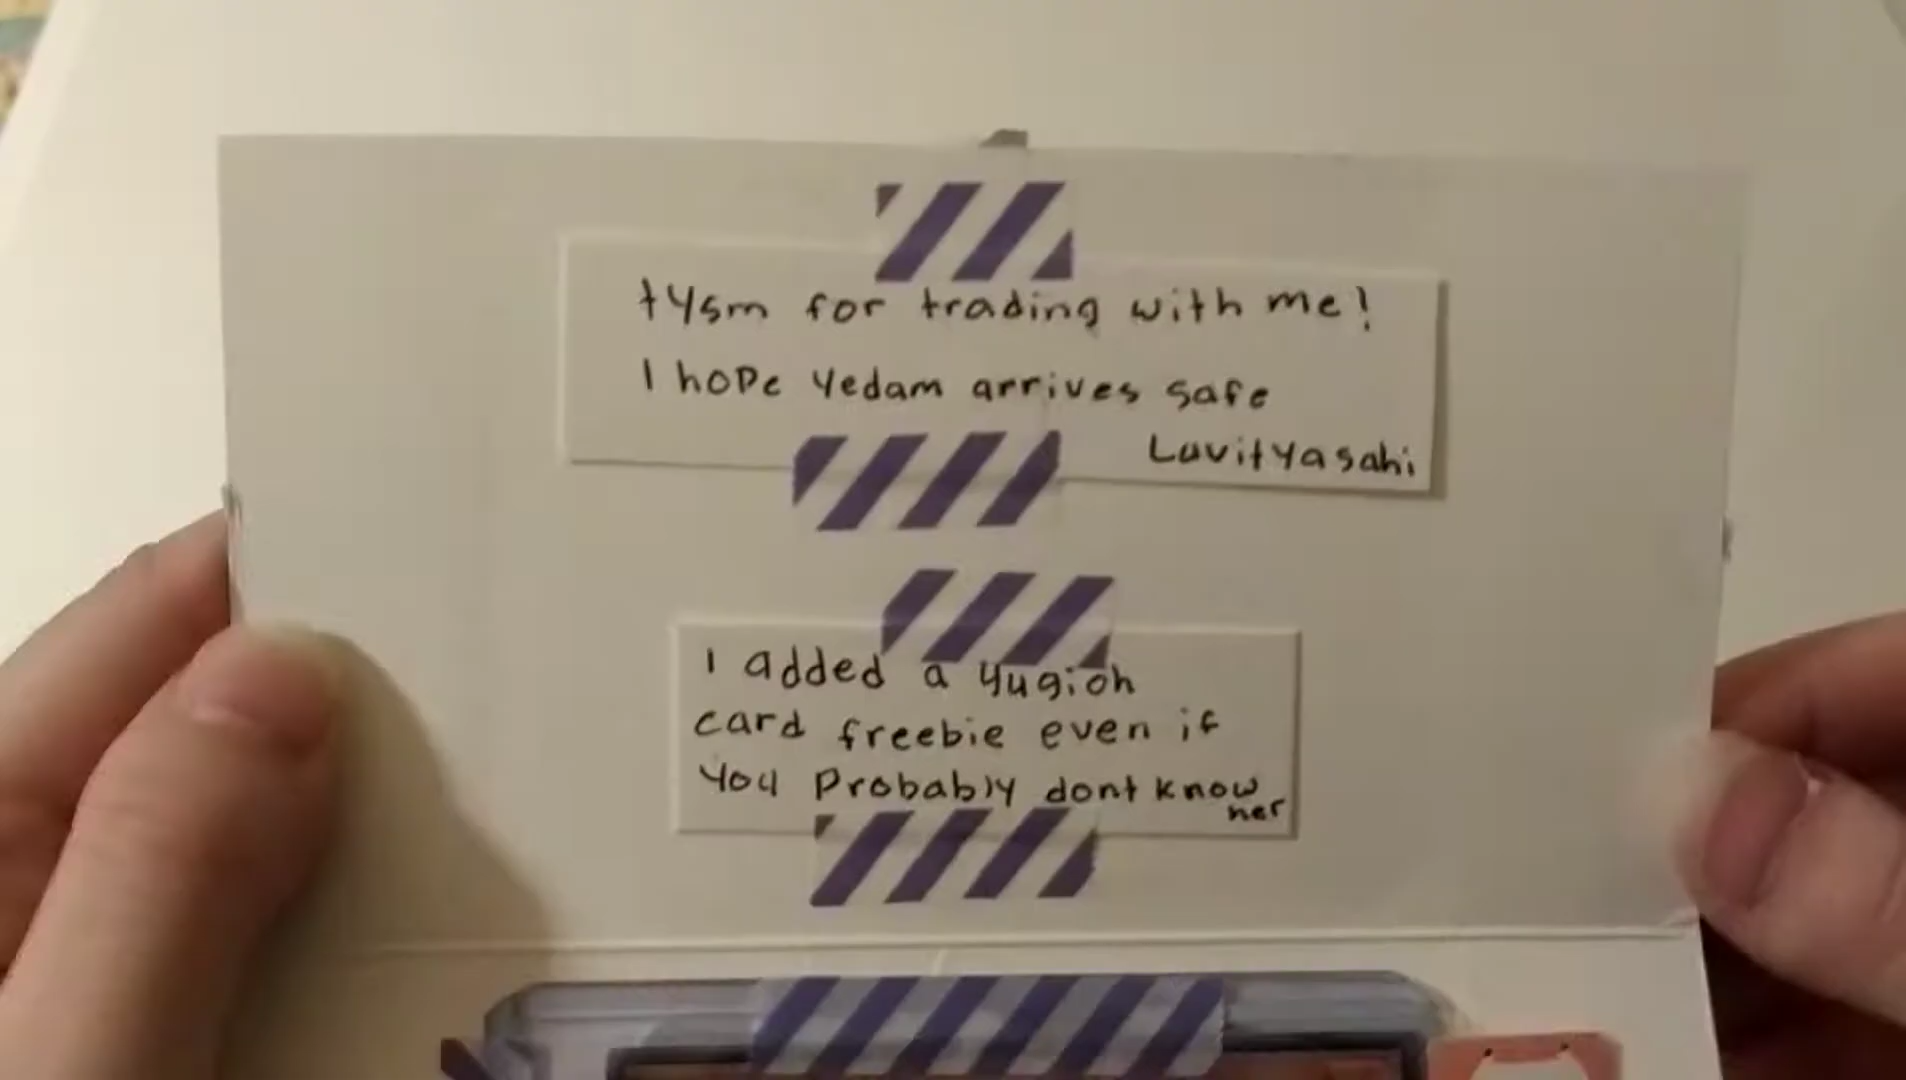 tysm for trading with me!
I hope yedam arrives safe
Luvityasahi
I added a yugioh
card freebie even if
you probably dont know
her